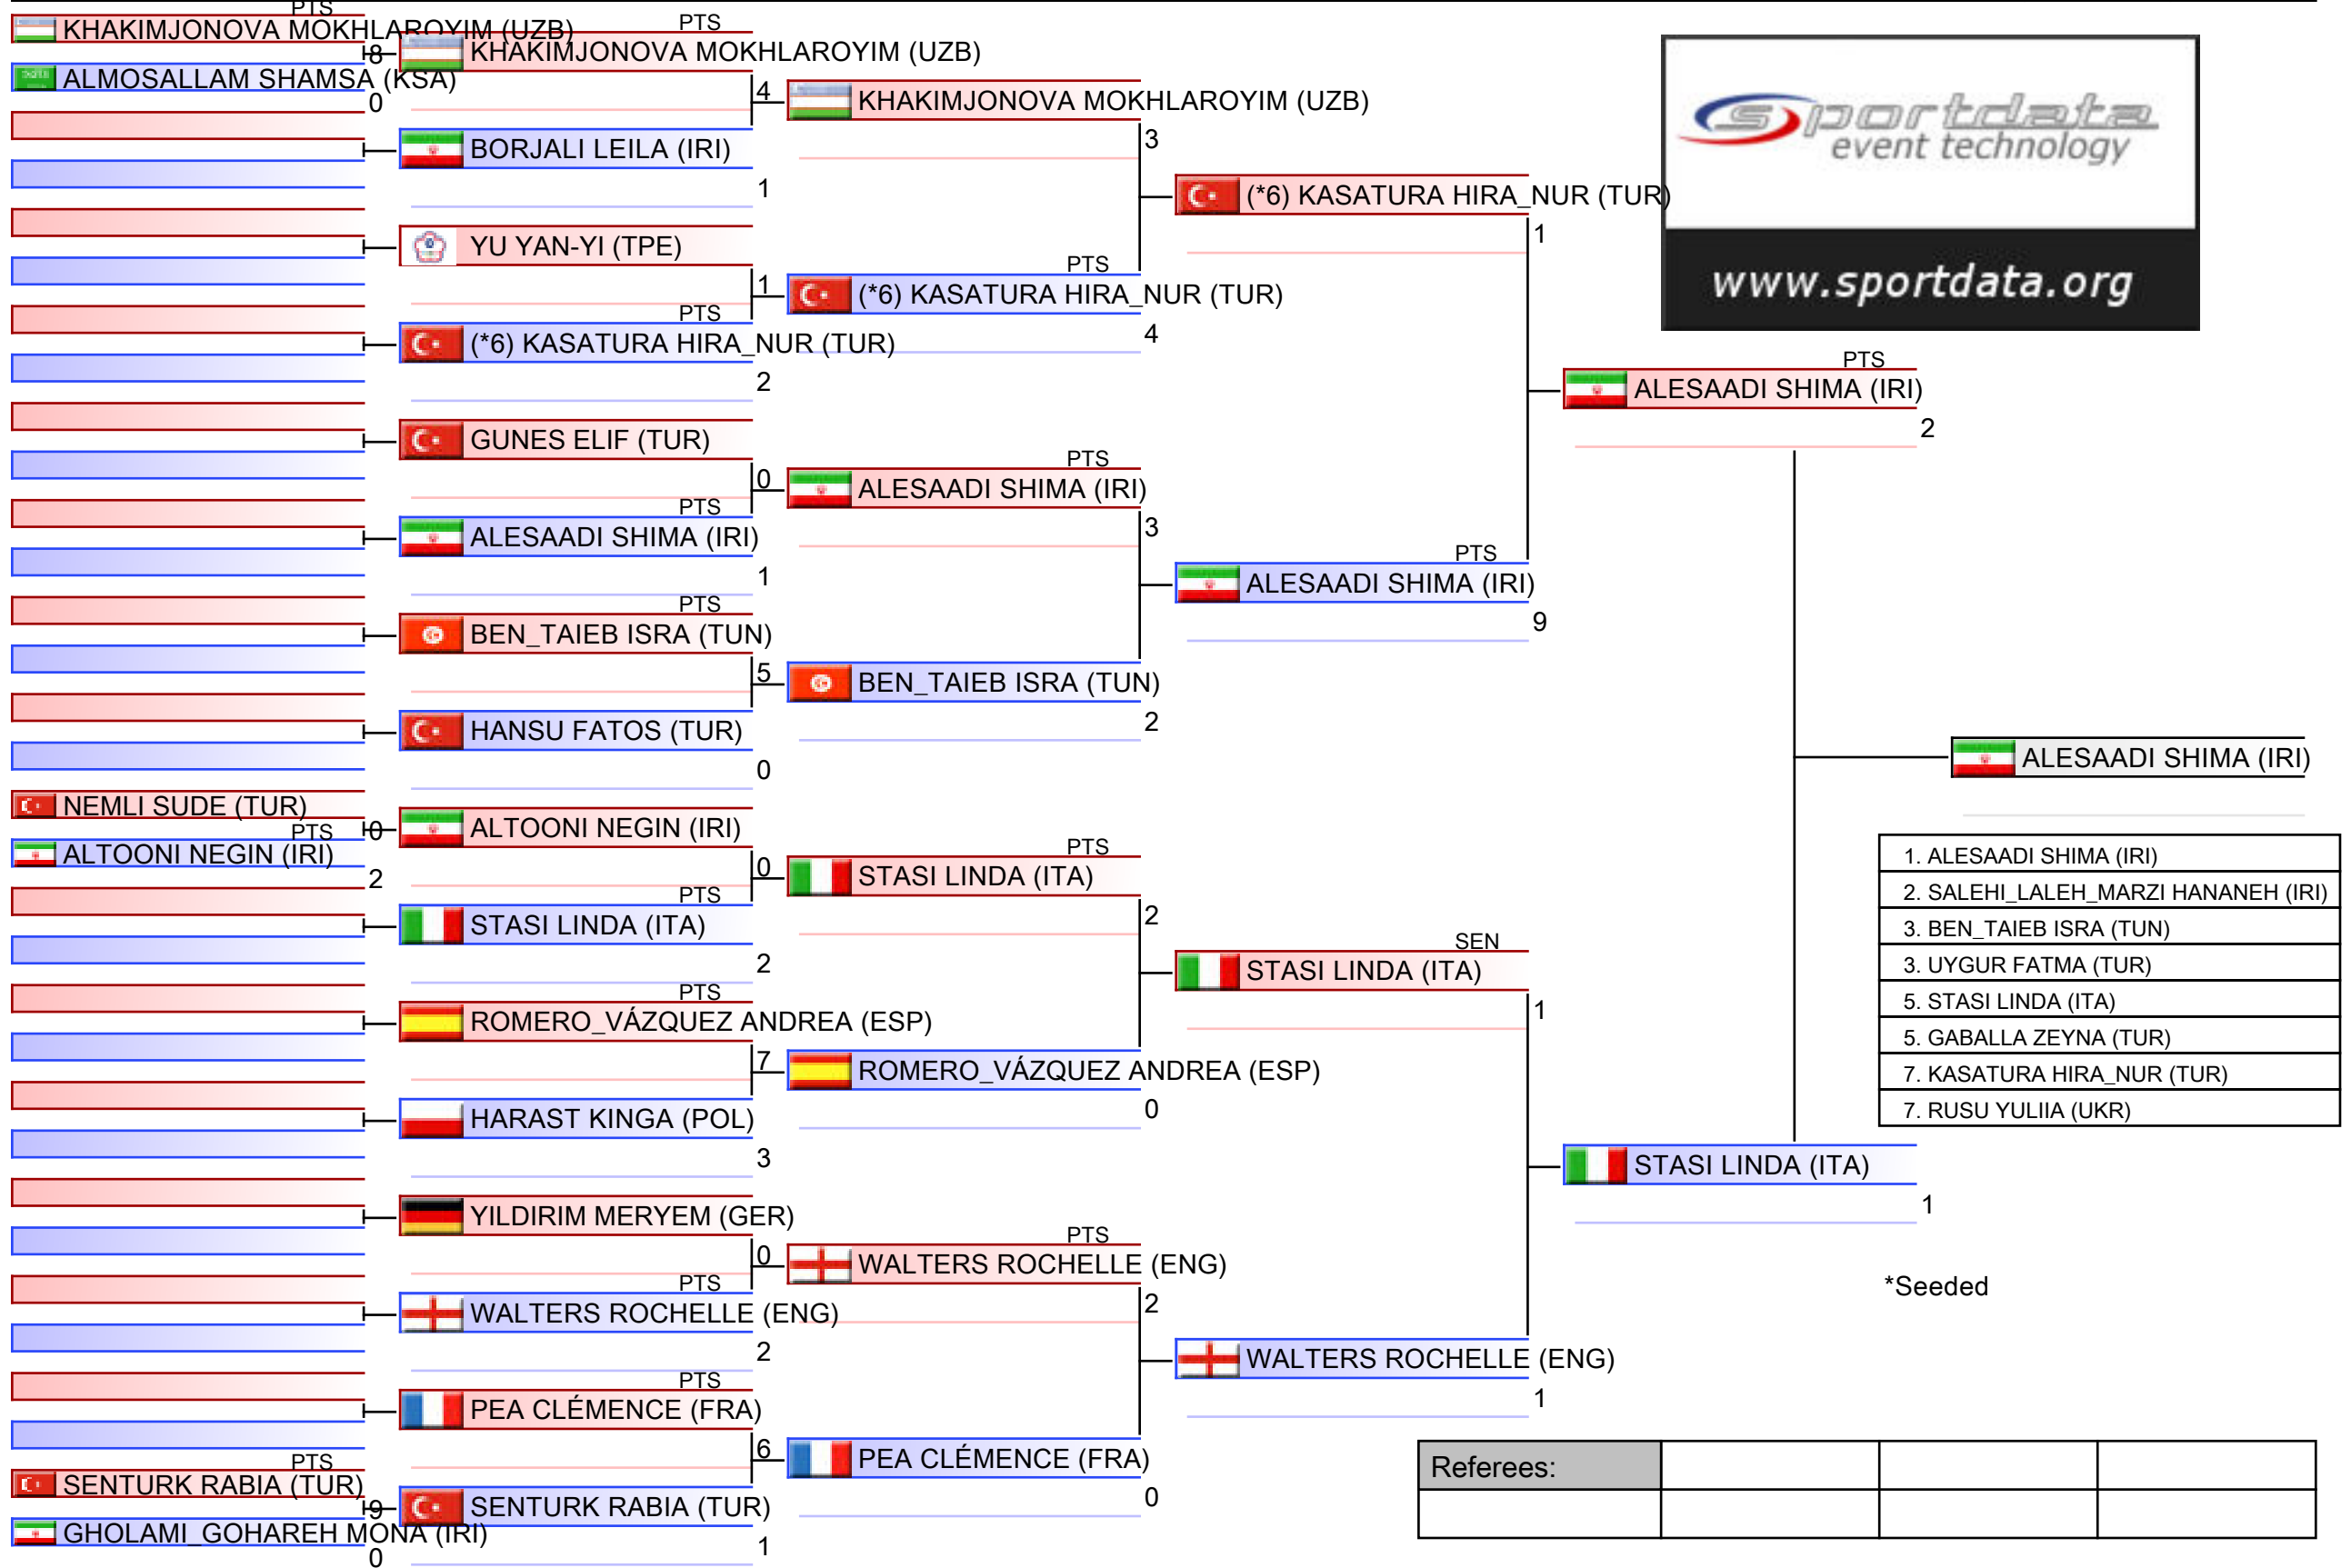 PTS
KHAKIMJONOVA MOKHLAROYIM (UZB)
8
ALMOSALLAM SHAMSA (KSA)
0
NEMLI SUDE (TUR)
0
PTS
ALTOONI NEGIN (IRI)
2
PTS
SENTURK RABIA (TUR)
9
GHOLAMI_GOHAREH MONA (IRI)
0
PTS
KHAKIMJONOVA MOKHLAROYIM (UZB)
4
BORJALI LEILA (IRI)
1
YU YAN-YI (TPE)
1
PTS
(*6) KASATURA HIRA_NUR (TUR)
2
GUNES ELIF (TUR)
0
PTS
ALESAADI SHIMA (IRI)
1
PTS
BEN_TAIEB ISRA (TUN)
5
HANSU FATOS (TUR)
0
ALTOONI NEGIN (IRI)
0
PTS
STASI LINDA (ITA)
2
PTS
ROMERO_VÁZQUEZ ANDREA (ESP)
7
HARAST KINGA (POL)
3
YILDIRIM MERYEM (GER)
0
PTS
WALTERS ROCHELLE (ENG)
2
PTS
PEA CLÉMENCE (FRA)
6
SENTURK RABIA (TUR)
1
KHAKIMJONOVA MOKHLAROYIM (UZB)
3
PTS
(*6) KASATURA HIRA_NUR (TUR)
4
PTS
ALESAADI SHIMA (IRI)
3
BEN_TAIEB ISRA (TUN)
2
PTS
STASI LINDA (ITA)
2
ROMERO_VÁZQUEZ ANDREA (ESP)
0
PTS
WALTERS ROCHELLE (ENG)
2
PEA CLÉMENCE (FRA)
0
(*6) KASATURA HIRA_NUR (TUR)
1
PTS
ALESAADI SHIMA (IRI)
9
SEN
STASI LINDA (ITA)
1
WALTERS ROCHELLE (ENG)
1
sportdata
event technology
www.sportdata.org
PTS
ALESAADI SHIMA (IRI)
2
STASI LINDA (ITA)
1
ALESAADI SHIMA (IRI)
1. ALESAADI SHIMA (IRI)
2. SALEHI_LALEH_MARZI HANANEH (IRI)
3. BEN_TAIEB ISRA (TUN)
3. UYGUR FATMA (TUR)
5. STASI LINDA (ITA)
5. GABALLA ZEYNA (TUR)
7. KASATURA HIRA_NUR (TUR)
7. RUSU YULIIA (UKR)
*Seeded
Referees: